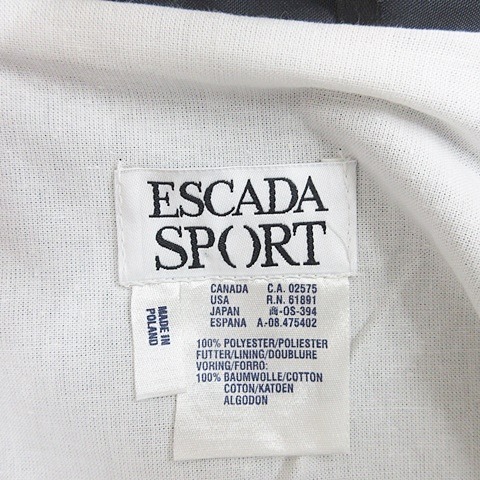 ESCADA
SPORT
MADE IN
POLAND
CANADA C.A. 02575
USA R.N. 61891
JAPAN -OS-394
ESPANA A-08.475402
100% POLYESTER/POLIESTER
FUTTER/LINING/DOUBLURE
VORING/FORRO:
100% BAUMWOLLE/COTTON
COTON/KATOEN
ALGODON